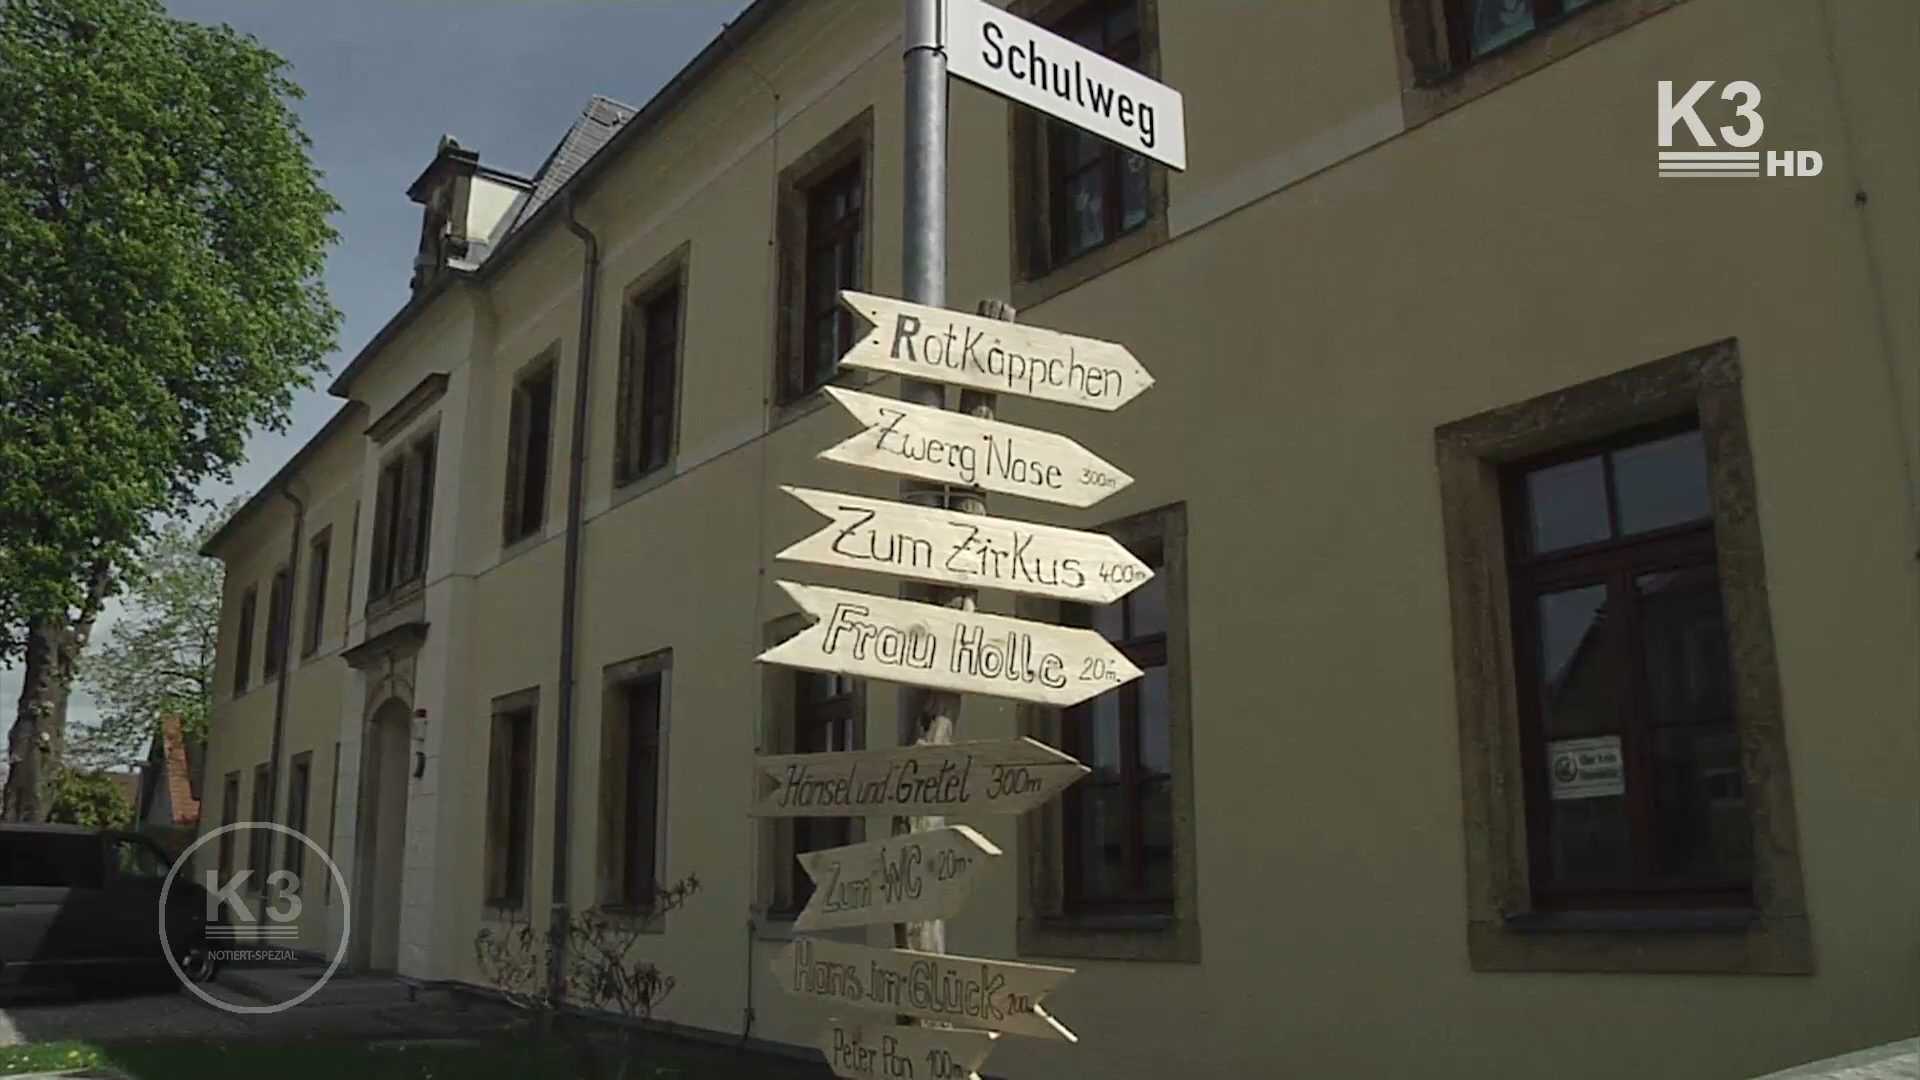 Schulweg
K3
HD
RotKäppchen
Zwerg Nase 300m
Zum ZirKus 400m
Frau Holle 20m.
Hänsel und Gretel 300m
Zum WC 20m
Hans im Glück 200
Peter Pan 100m
K3
NOTIERT-SPEZIAL